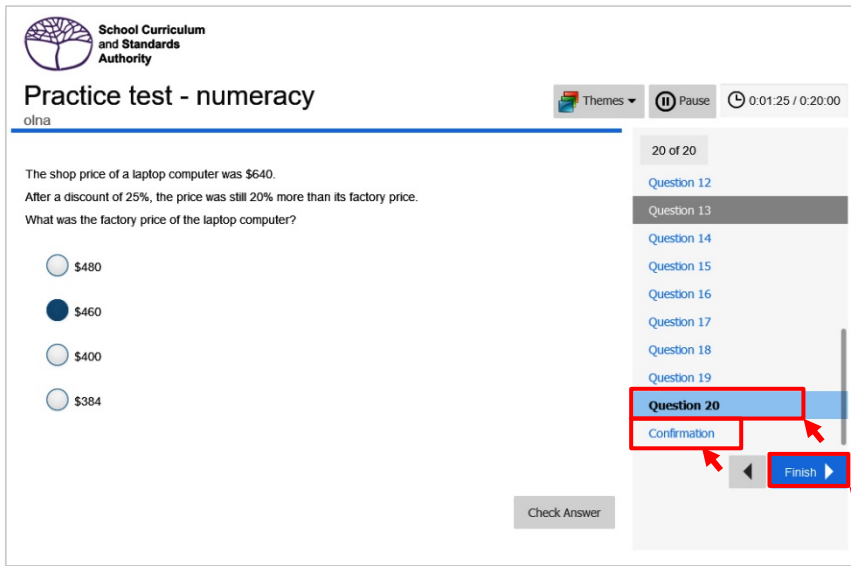 School Curriculum
and Standards
Authority
Practice test - numeracy
olna
Themes
Pause
0:01:25 / 0:20:00
The shop price of a laptop computer was $640.
After a discount of 25%, the price was still 20% more than its factory price.
What was the factory price of the laptop computer?
$480
$460
$400
$384
Check Answer
20 of 20
Question 12
Question 13
Question 14
Question 15
Question 16
Question 17
Question 18
Question 19
Question 20
Confirmation
Finish